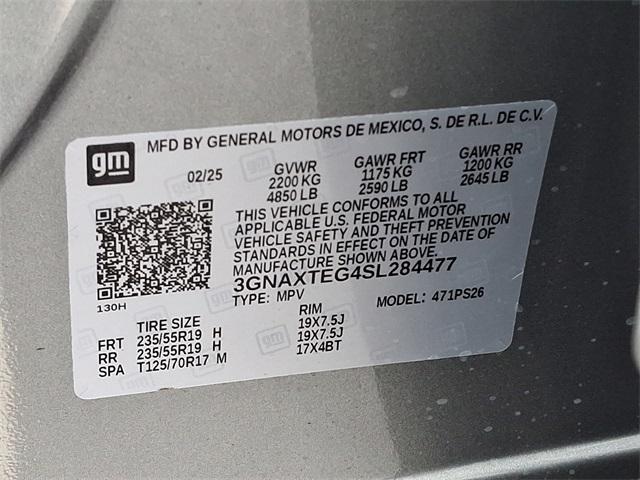 gm MFD BY GENERAL MOTORS DE MEXICO, S. DE R.L. DE C.V.
02/25 GVWR GAWR FRT GAWR RR
2200 KG 1175 KG 1200 KG
4850 LB 2590 LB 2645 LB
THIS VEHICLE CONFORMS TO ALL
APPLICABLE U.S. FEDERAL MOTOR
VEHICLE SAFETY AND THEFT PREVENTION
STANDARDS IN EFFECT ON THE DATE OF
MANUFACTURE SHOWN ABOVE.
3GNAXTEG4SL284477
130H TYPE: MPV MODEL: 471PS26
TIRE SIZE RIM
FRT 235/55R19 H 19X7.5J
RR 235/55R19 H 19X7.5J
SPA T125/70R17 M 17X4BT